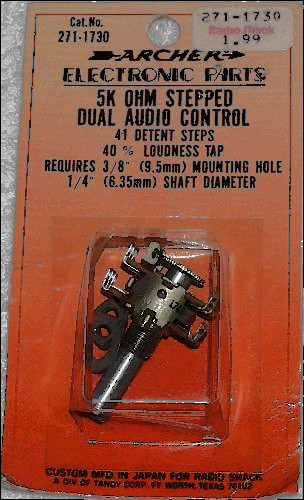 Cat. No.
271-1730
271-1730
Radio Shack
1.99
ARCHER
ELECTRONIC PARTS
5K OHM STEPPED
DUAL AUDIO CONTROL
41 DETENT STEPS
40 % LOUDNESS TAP
REQUIRES 3/8" (9.5mm) MOUNTING HOLE
1/4" (6.35mm) SHAFT DIAMETER
CUSTOM MFD. IN JAPAN FOR RADIO SHACK
A DIV. OF TANDY CORP. FT. WORTH, TEXAS 76102